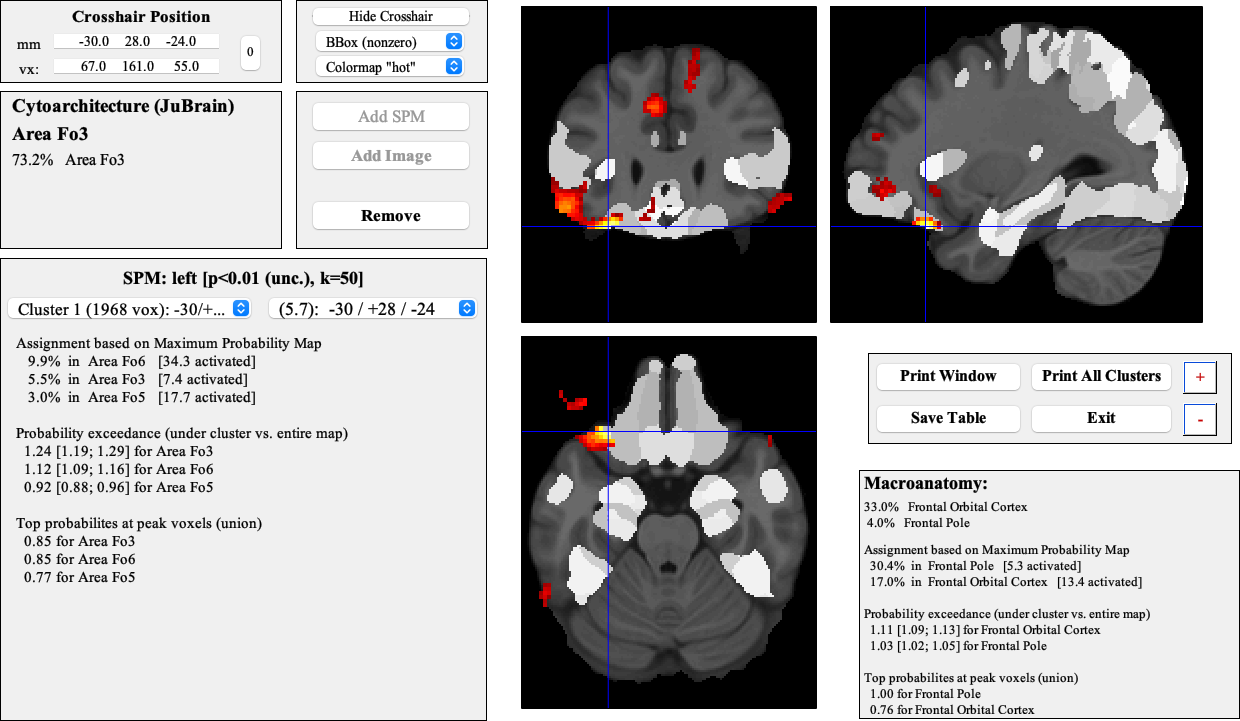 Crosshair Position
mm -30.0 28.0 -24.0
vx: 67.0 161.0 55.0
0
Hide Crosshair
BBox (nonzero)
Colormap "hot"
Cytoarchitecture (JuBrain)
Area Fo3
73.2% Area Fo3
Add SPM
Add Image
Remove
SPM: left [p<0.01 (unc.), k=50]
Cluster 1 (1968 vox): -30/+... (5.7): -30 / +28 / -24
Assignment based on Maximum Probability Map
9.9% in Area Fo6 [34.3 activated]
5.5% in Area Fo3 [7.4 activated]
3.0% in Area Fo5 [17.7 activated]
Probability exceedance (under cluster vs. entire map)
1.24 [1.19; 1.29] for Area Fo3
1.12 [1.09; 1.16] for Area Fo6
0.92 [0.88; 0.96] for Area Fo5
Top probabilites at peak voxels (union)
0.85 for Area Fo3
0.85 for Area Fo6
0.77 for Area Fo5
Print Window Print All Clusters +
Save Table Exit -
Macroanatomy:
33.0% Frontal Orbital Cortex
4.0% Frontal Pole
Assignment based on Maximum Probability Map
30.4% in Frontal Pole [5.3 activated]
17.0% in Frontal Orbital Cortex [13.4 activated]
Probability exceedance (under cluster vs. entire map)
1.11 [1.09; 1.13] for Frontal Orbital Cortex
1.03 [1.02; 1.05] for Frontal Pole
Top probabilites at peak voxels (union)
1.00 for Frontal Pole
0.76 for Frontal Orbital Cortex